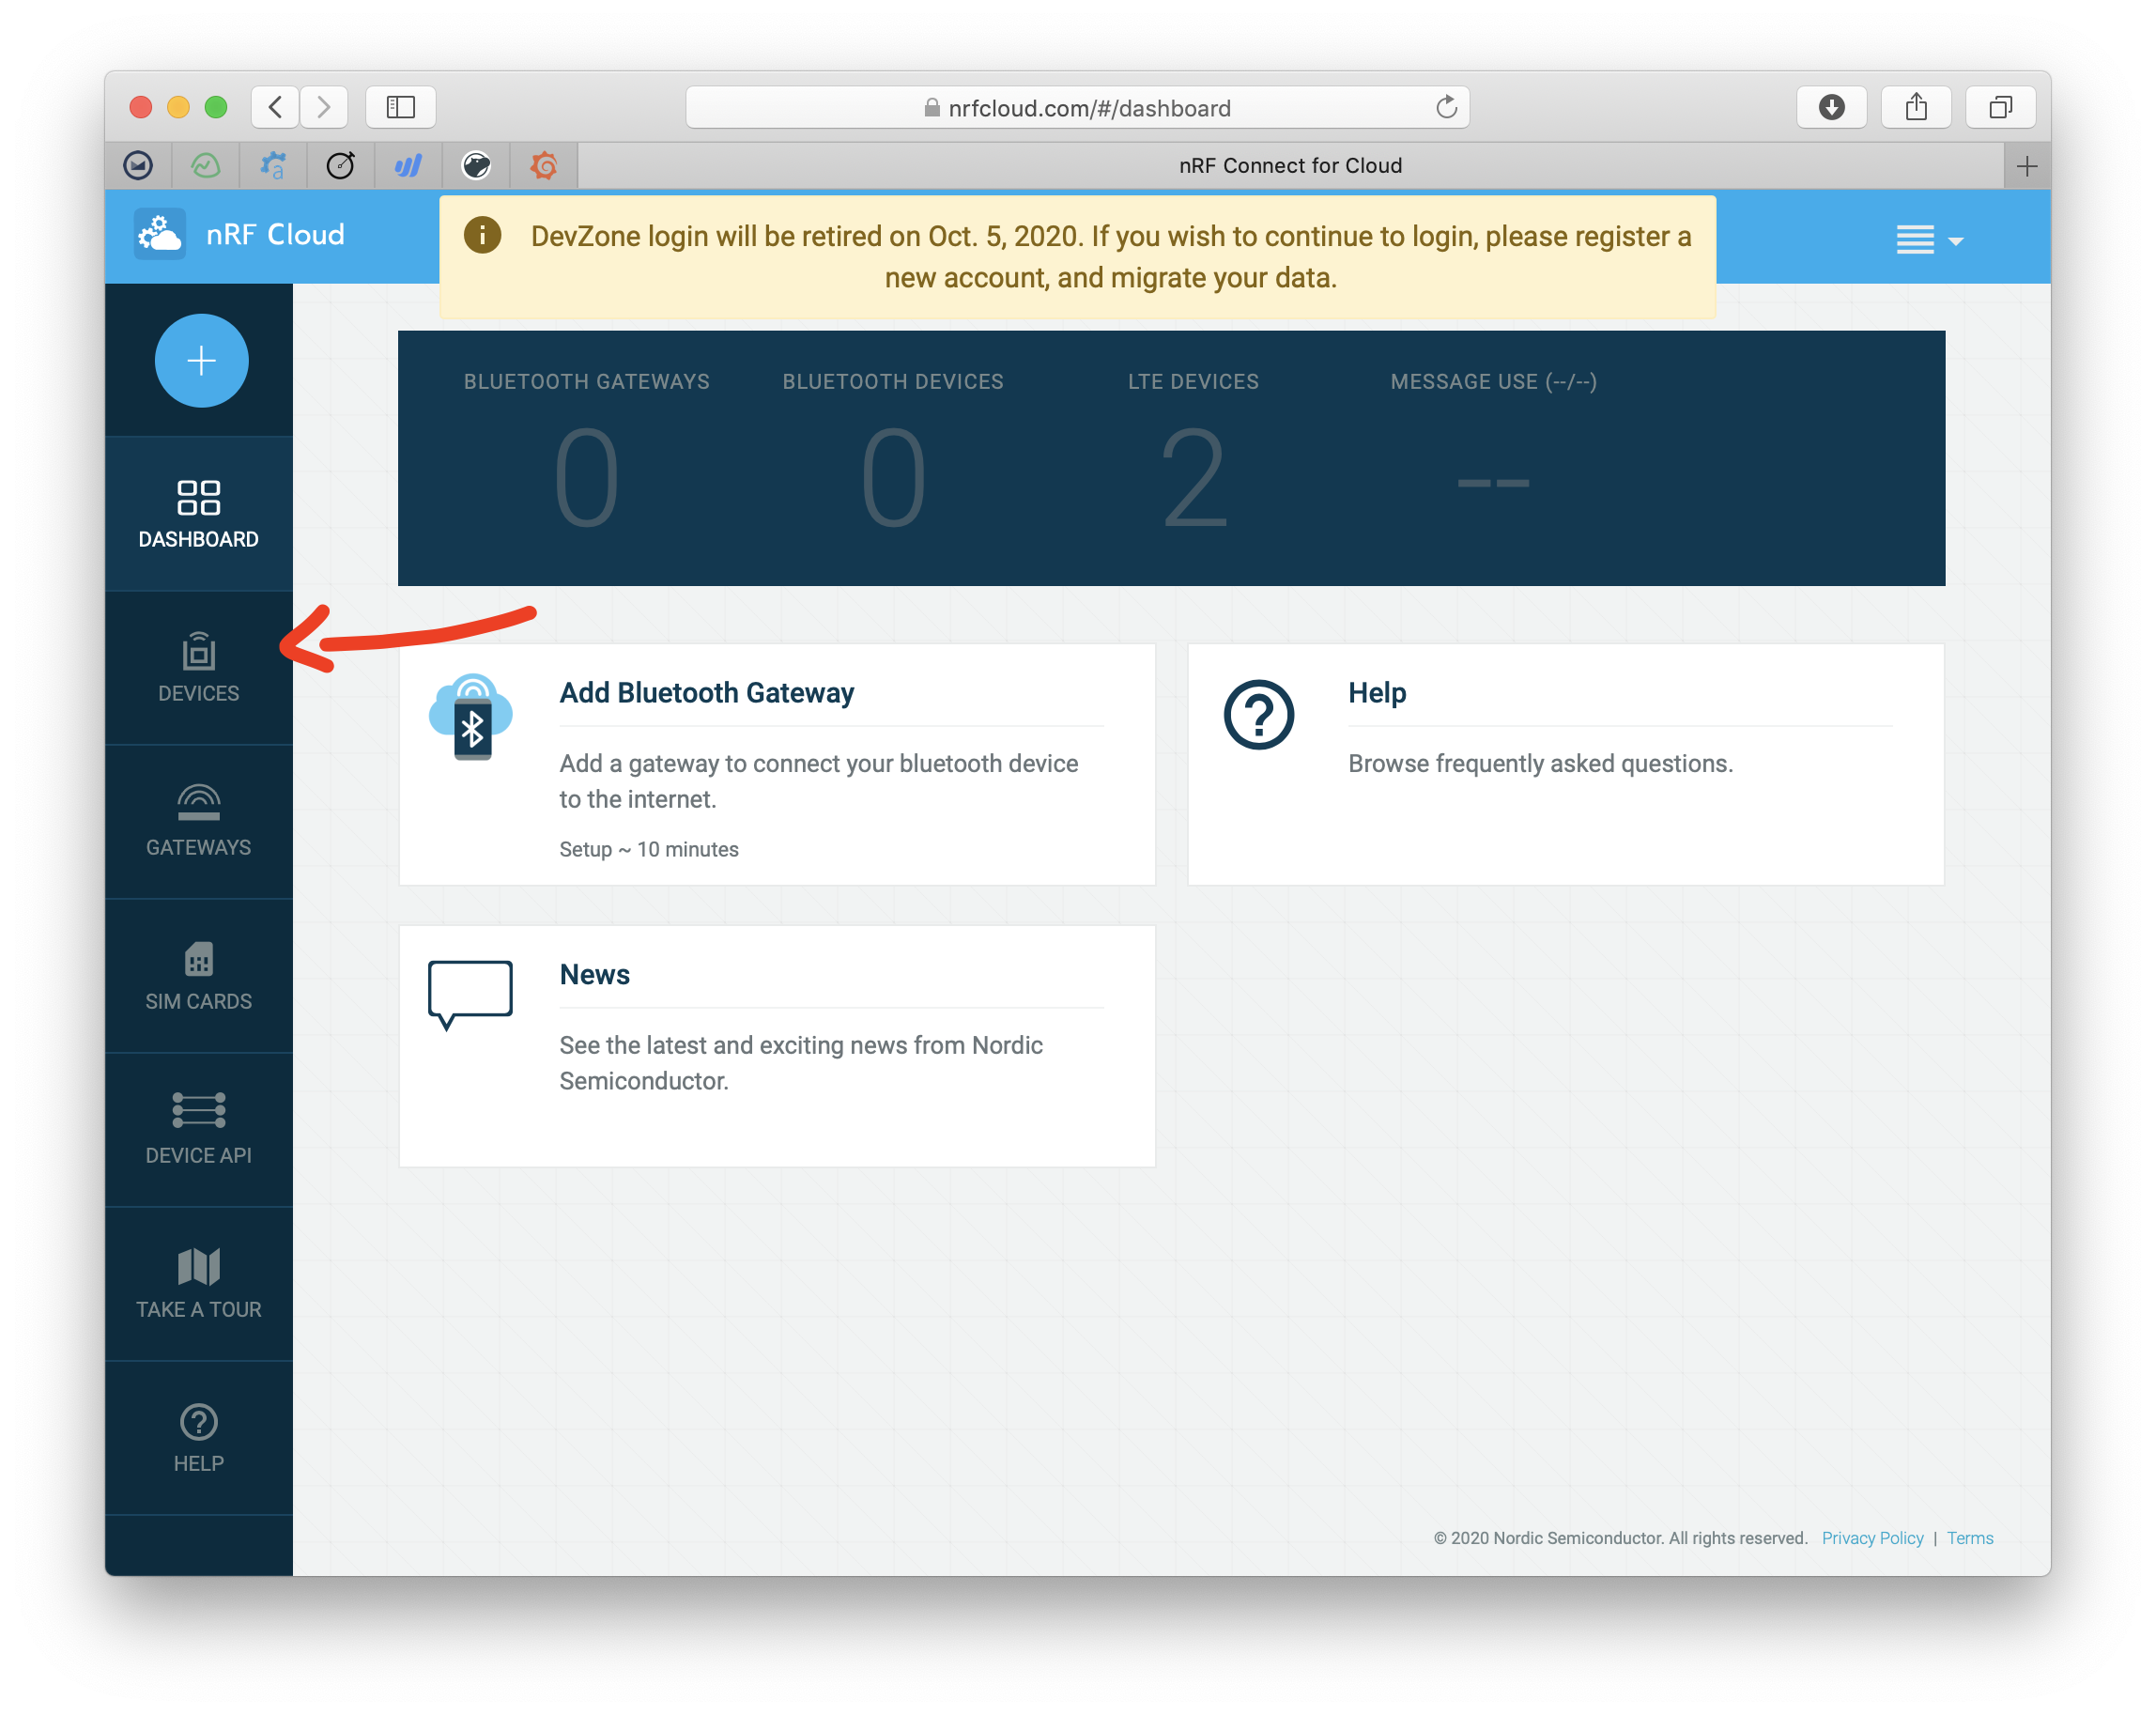 nrfcloud.com/#/dashboard
a
nRF Connect for Cloud
nRF Cloud
DevZone login will be retired on Oct. 5, 2020. If you wish to continue to login, please register a
new account, and migrate your data.
BLUETOOTH GATEWAYS
0
BLUETOOTH DEVICES
0
LTE DEVICES
2
MESSAGE USE (--/--)
--
DASHBOARD
DEVICES
GATEWAYS
SIM CARDS
DEVICE API
TAKE A TOUR
HELP
Add Bluetooth Gateway
Add a gateway to connect your bluetooth device
to the internet.
Setup ~ 10 minutes
Help
Browse frequently asked questions.
News
See the latest and exciting news from Nordic
Semiconductor.
© 2020 Nordic Semiconductor. All rights reserved. Privacy Policy | Terms